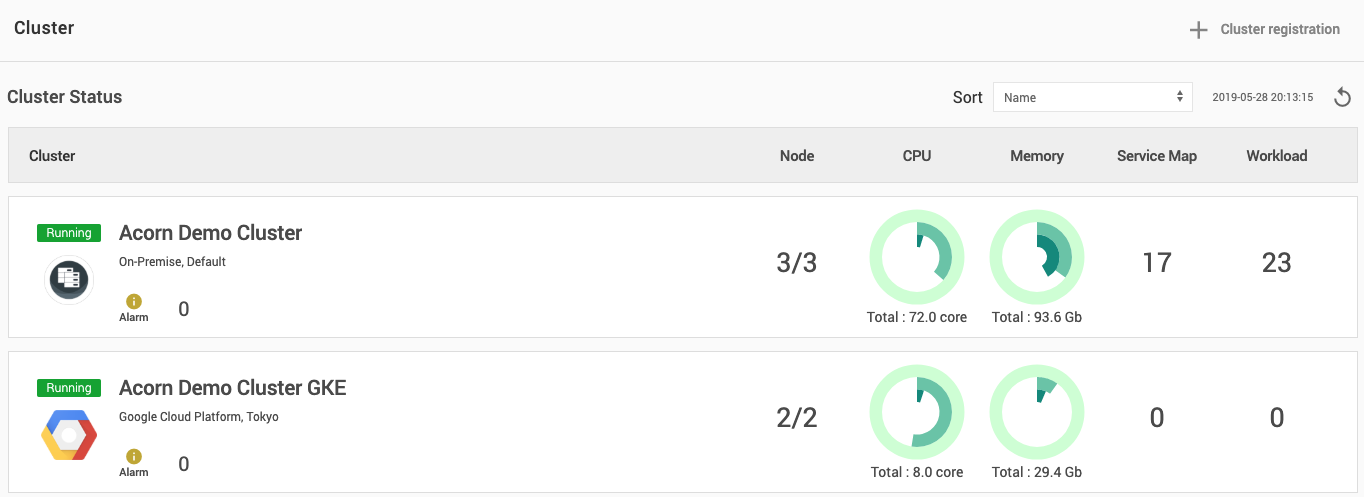 Cluster
Cluster registration
Cluster Status
Sort
Name
2019-05-28 20:13:15
Cluster
Node
CPU
Memory
Service Map
Workload
Running
Acorn Demo Cluster
On-Premise, Default
Alarm
0
3/3
Total : 72.0 core
Total : 93.6 Gb
17
23
Running
Acorn Demo Cluster GKE
Google Cloud Platform, Tokyo
Alarm
0
2/2
Total : 8.0 core
Total : 29.4 Gb
0
0